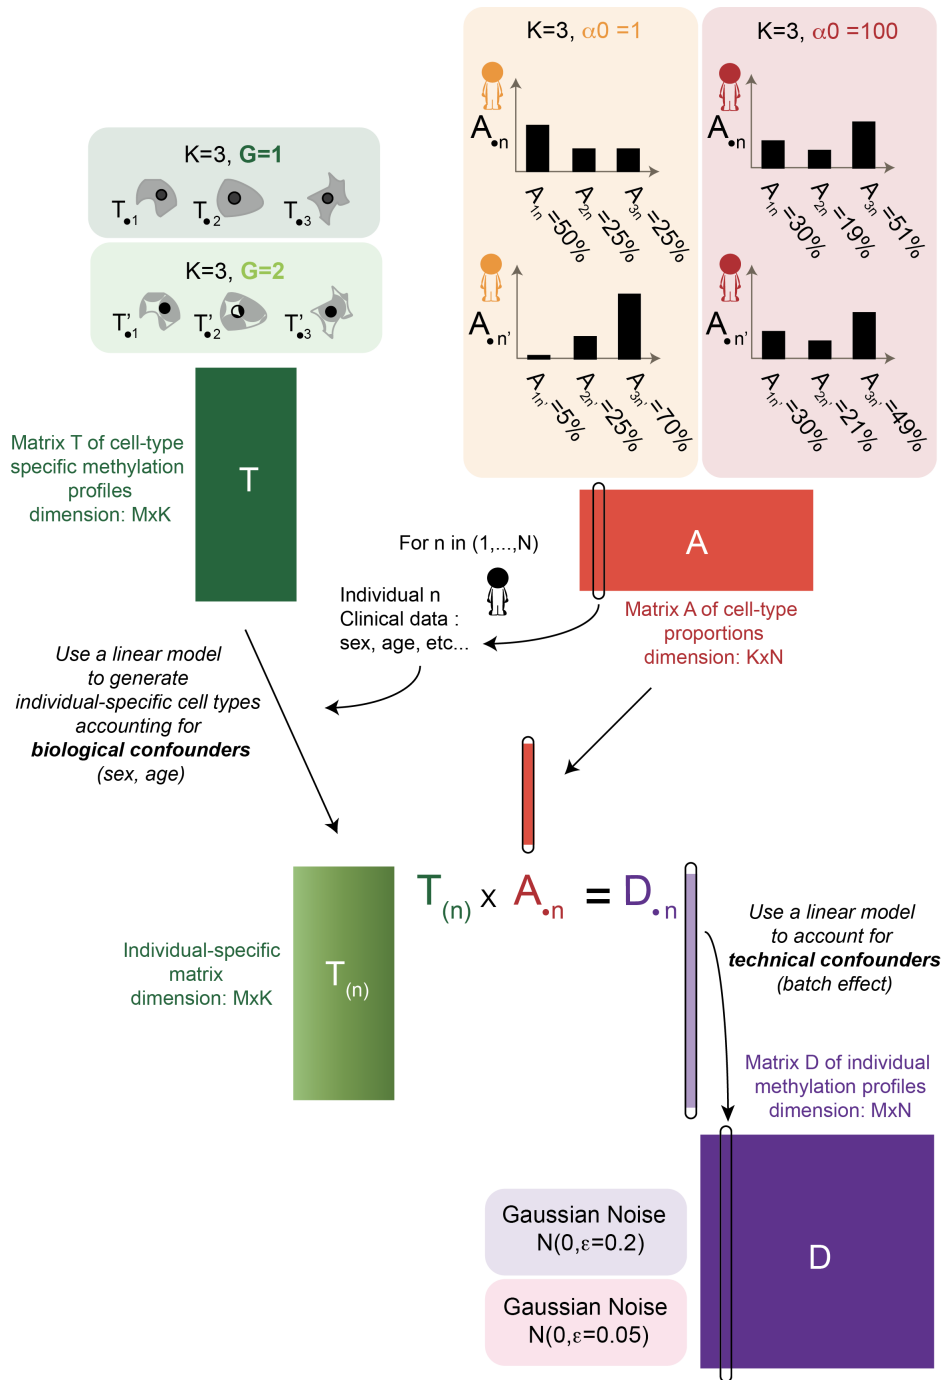 K=3, α0 =1
A•n
A1n =50%
A2n =25%
A3n =25%
A•n’
A1n’ =5%
A2n’ =25%
A3n’ =70%
K=3, α0 =100
A•n
A1n =30%
A2n =19%
A3n =51%
A•n’
A1n’ =30%
A2n’ =21%
A3n’ =49%
K=3, G=1
T•1
T•2
T•3
K=3, G=2
T’•1
T’•2
T’•3
Matrix T of cell-type
specific methylation
profiles
dimension: MxK
T
For n in (1,...,N)
Individual n
Clinical data :
sex, age, etc...
A
Matrix A of cell-type
proportions
dimension: KxN
Use a linear model
to generate
individual-specific cell types
accounting for
biological confounders
(sex, age)
T(n) x A•n = D•n
Individual-specific
matrix
dimension: MxK
T(n)
Use a linear model
to account for
technical confounders
(batch effect)
Matrix D of individual
methylation profiles
dimension: MxN
D
Gaussian Noise
N(0,ε=0.2)
Gaussian Noise
N(0,ε=0.05)